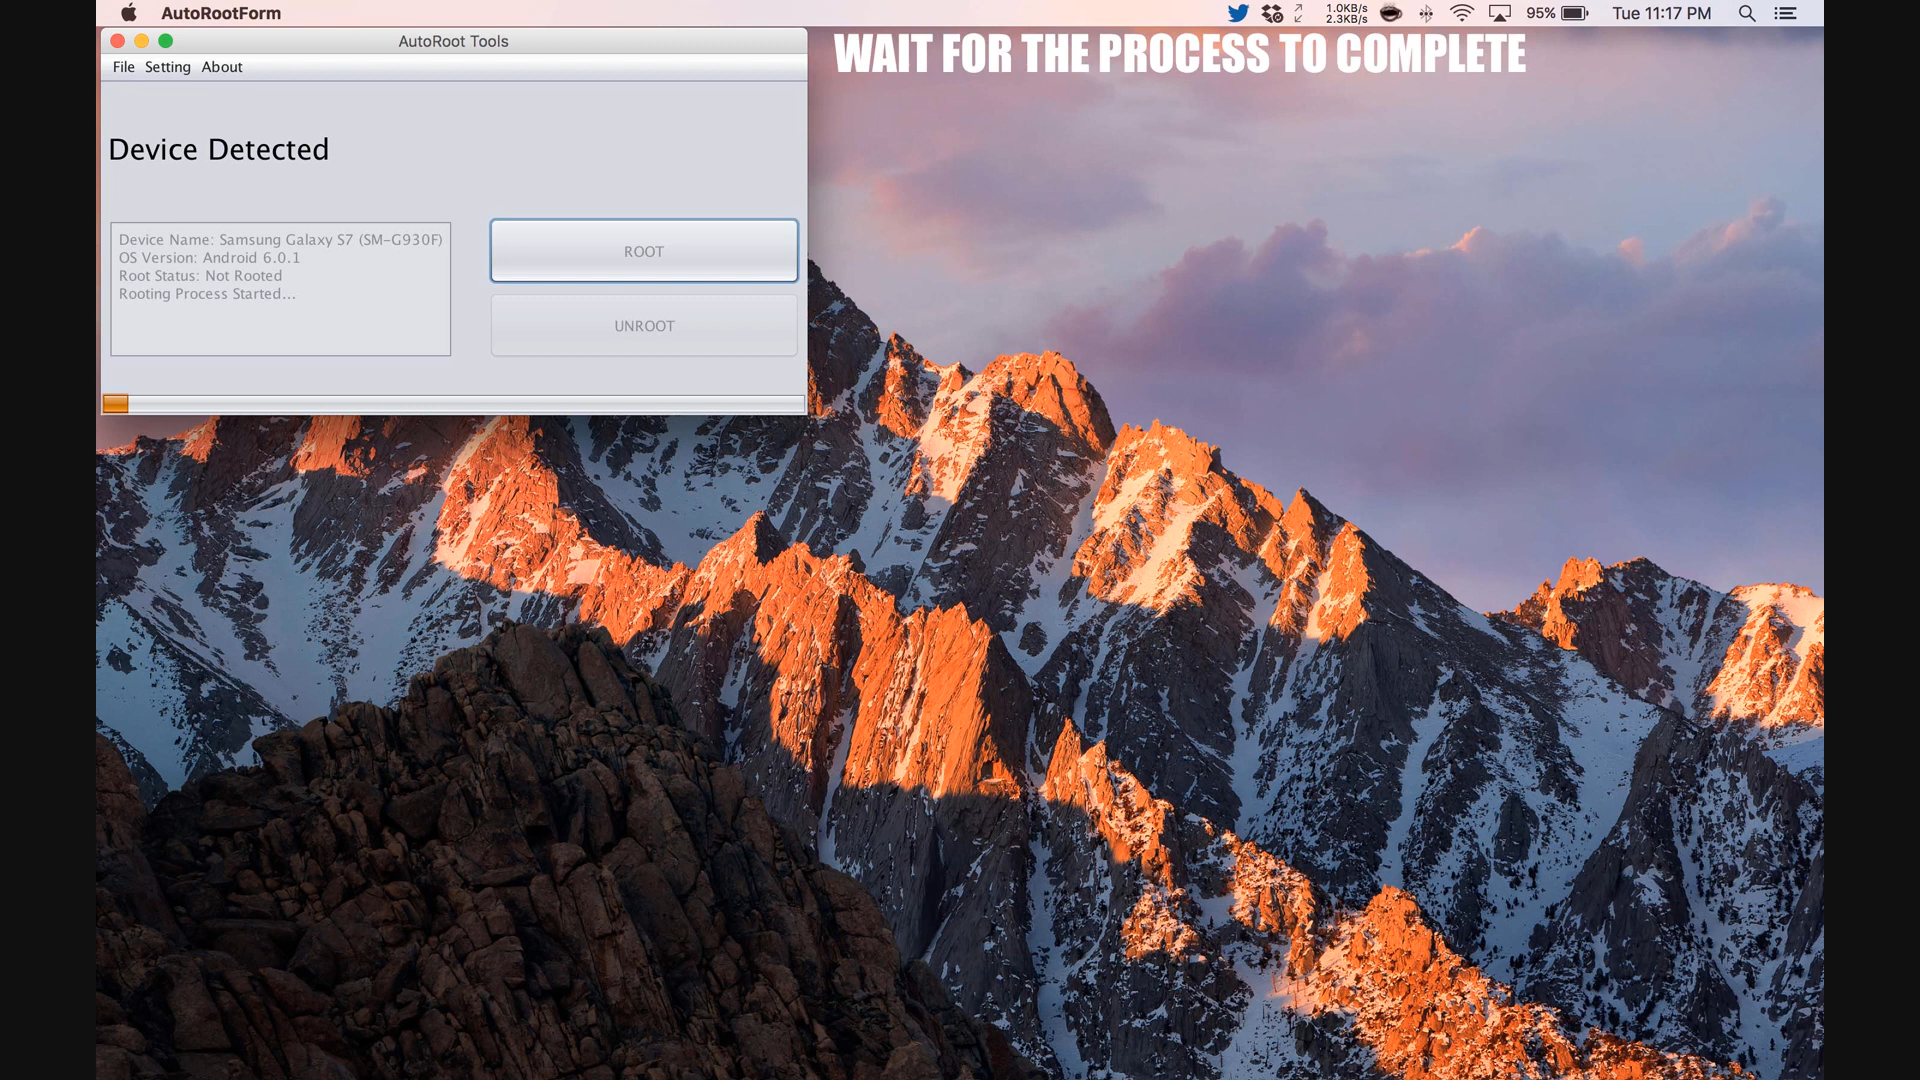 AutoRootForm
1.0KB/s
2.3KB/s
95%
Tue 11:17 PM
AutoRoot Tools
WAIT FOR THE PROCESS TO COMPLETE
File Setting About
Device Detected
Device Name: Samsung Galaxy S7 (SM-G930F)
OS Version: Android 6.0.1
Root Status: Not Rooted
Rooting Process Started...
ROOT
UNROOT